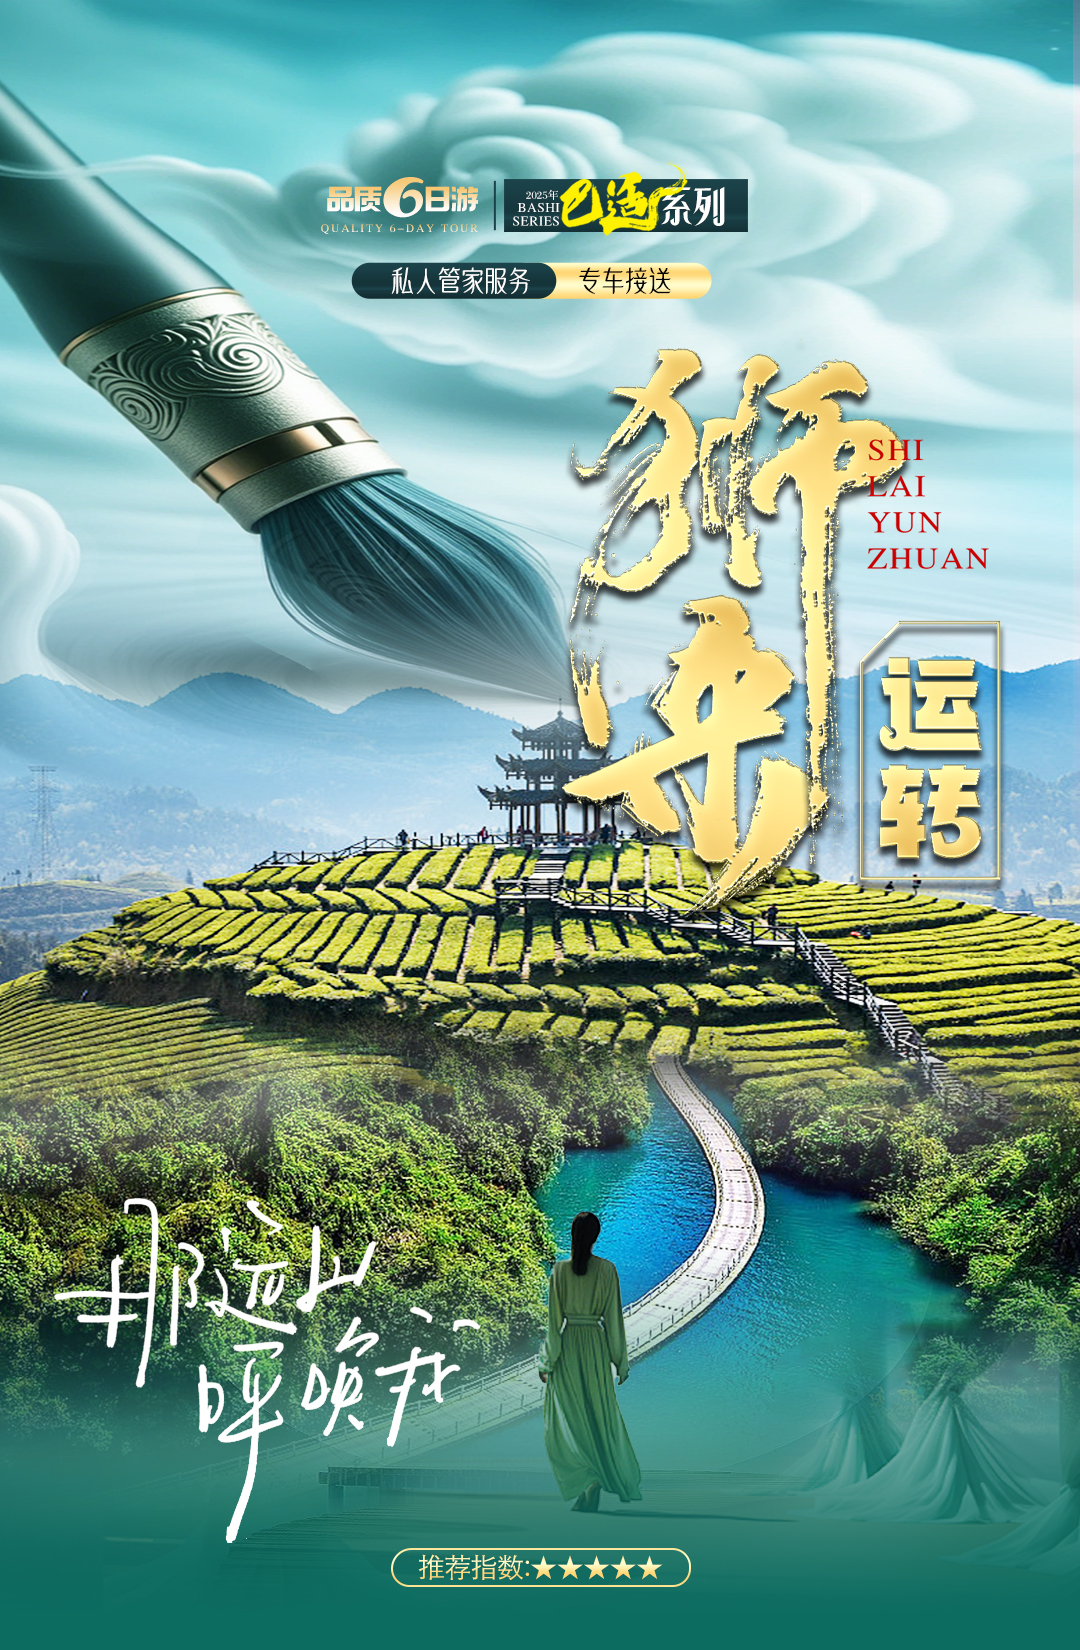 品质6日游
QUALITY 6-DAY TOUR
2025年
BASHI
SERIES
巴适系列
私人管家服务
专车接送
狮来
SHI
LAI
YUN
ZHUAN
运转
那远山
呼唤我
推荐指数:★★★★★